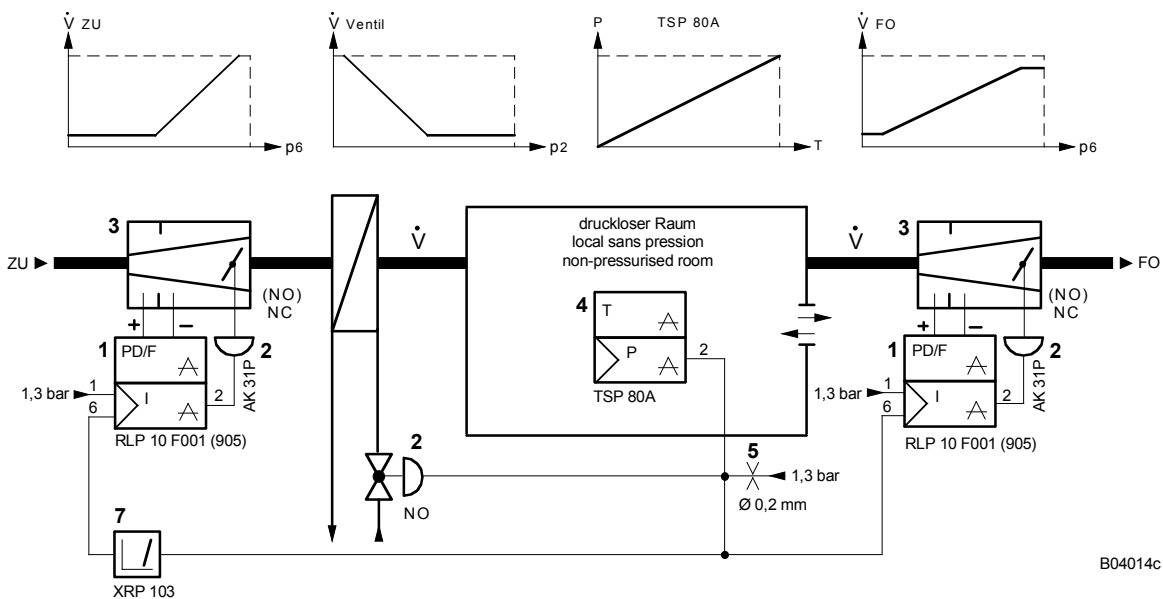 V̇ ZU
p6
V̇ Ventil
p2
P
TSP 80A
T
V̇ FO
p6
3
ZU
(NO)
NC
+
–
1
PD/F
2
AK 31P
1,3 bar
1
6
I
2
RLP 10 F001 (905)
V̇
druckloser Raum
local sans pression
non-pressurised room
4
T
P
2
TSP 80A
V̇
3
FO
(NO)
NC
+
–
1
PD/F
2
AK 31P
1,3 bar
1
6
I
2
RLP 10 F001 (905)
2
NO
5
1,3 bar
Ø 0,2 mm
7
XRP 103
B04014c